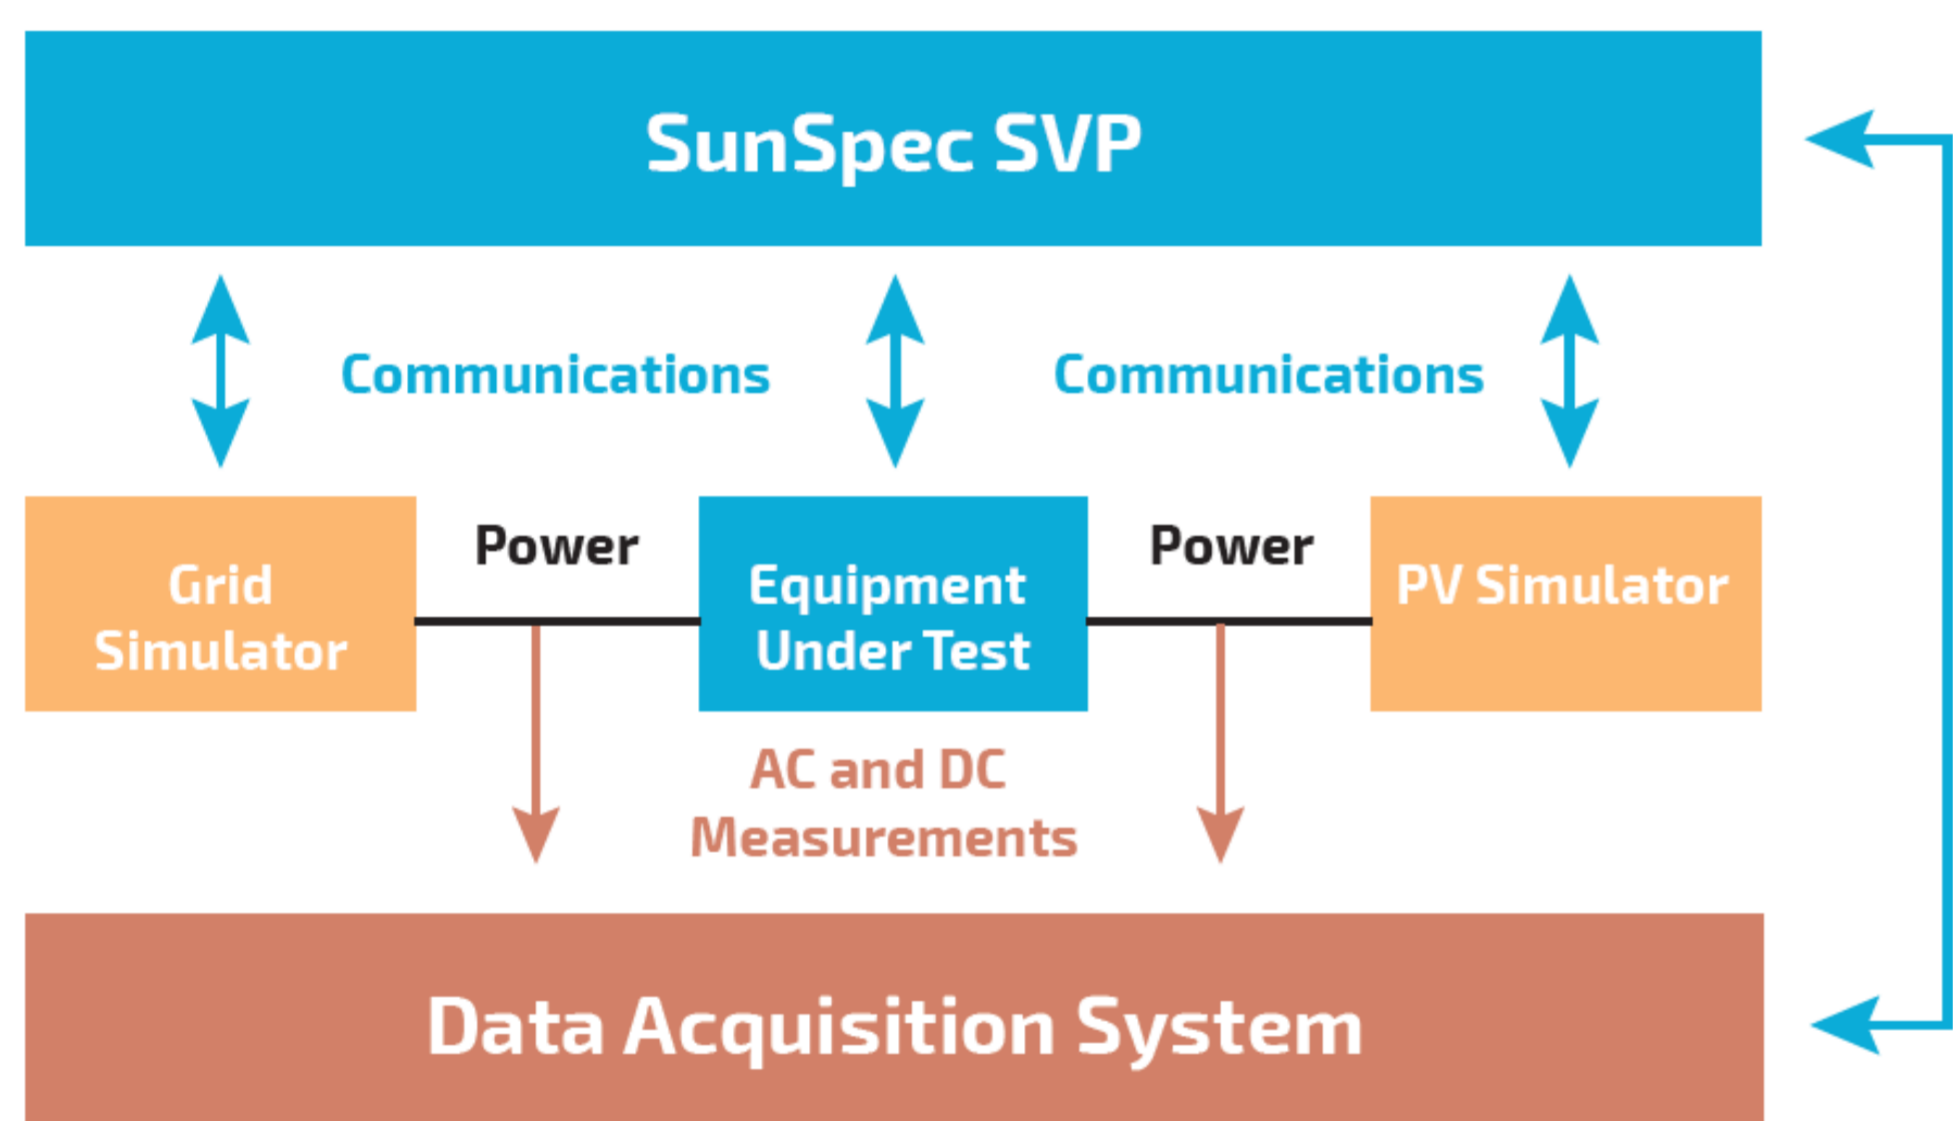 SunSpec SVP
Communications
Communications
Grid
Simulator
Power
Equipment
Under Test
Power
PV Simulator
AC and DC
Measurements
Data Acquisition System